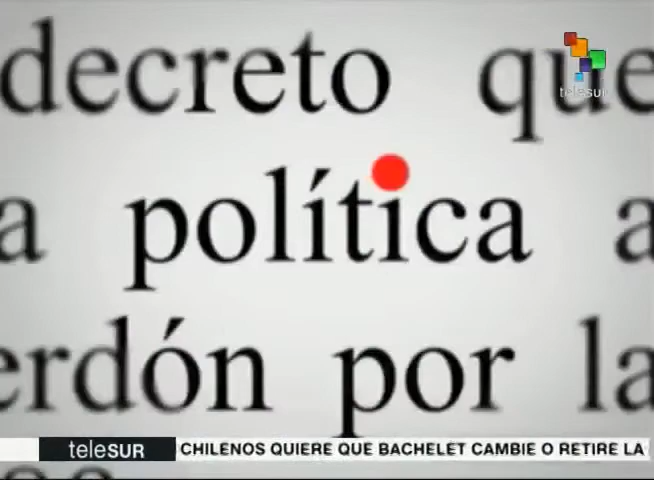 decreto que
telesur
a política a
erdón por la
teleSUR CHILENOS QUIERE QUE BACHELET CAMBIE O RETIRE LA